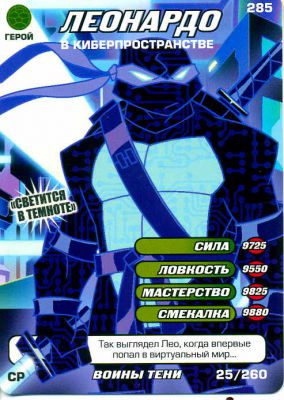 ЛЕОНАРДО
285
ГЕРОЙ
В КИБЕРПРОСТРАНСТВЕ
«СВЕТИТСЯ
В ТЕМНОТЕ»
СИЛА 9725
ЛОВКОСТЬ 9550
МАСТЕРСТВО 9825
СМЕКАЛКА 9880
Так выглядел Лео, когда впервые
попал в виртуальный мир...
СР ВОИНЫ ТЕНИ 25/260